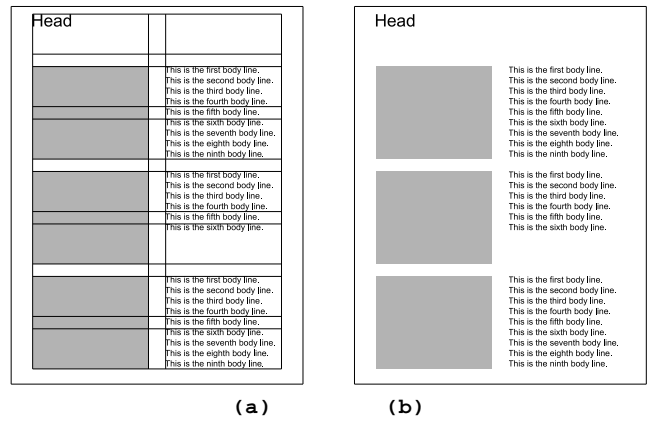 Head
This is the first body line.
This is the second body line.
This is the third body line.
This is the fourth body line.
This is the fifth body line.
This is the sixth body line.
This is the seventh body line.
This is the eighth body line.
This is the ninth body line.
This is the first body line.
This is the second body line.
This is the third body line.
This is the fourth body line.
This is the fifth body line.
This is the sixth body line.
This is the first body line.
This is the second body line.
This is the third body line.
This is the fourth body line.
This is the fifth body line.
This is the sixth body line.
This is the seventh body line.
This is the eighth body line.
This is the ninth body line.
(a)
Head
This is the first body line.
This is the second body line.
This is the third body line.
This is the fourth body line.
This is the fifth body line.
This is the sixth body line.
This is the seventh body line.
This is the eighth body line.
This is the ninth body line.
This is the first body line.
This is the second body line.
This is the third body line.
This is the fourth body line.
This is the fifth body line.
This is the sixth body line.
This is the first body line.
This is the second body line.
This is the third body line.
This is the fourth body line.
This is the fifth body line.
This is the sixth body line.
This is the seventh body line.
This is the eighth body line.
This is the ninth body line.
(b)